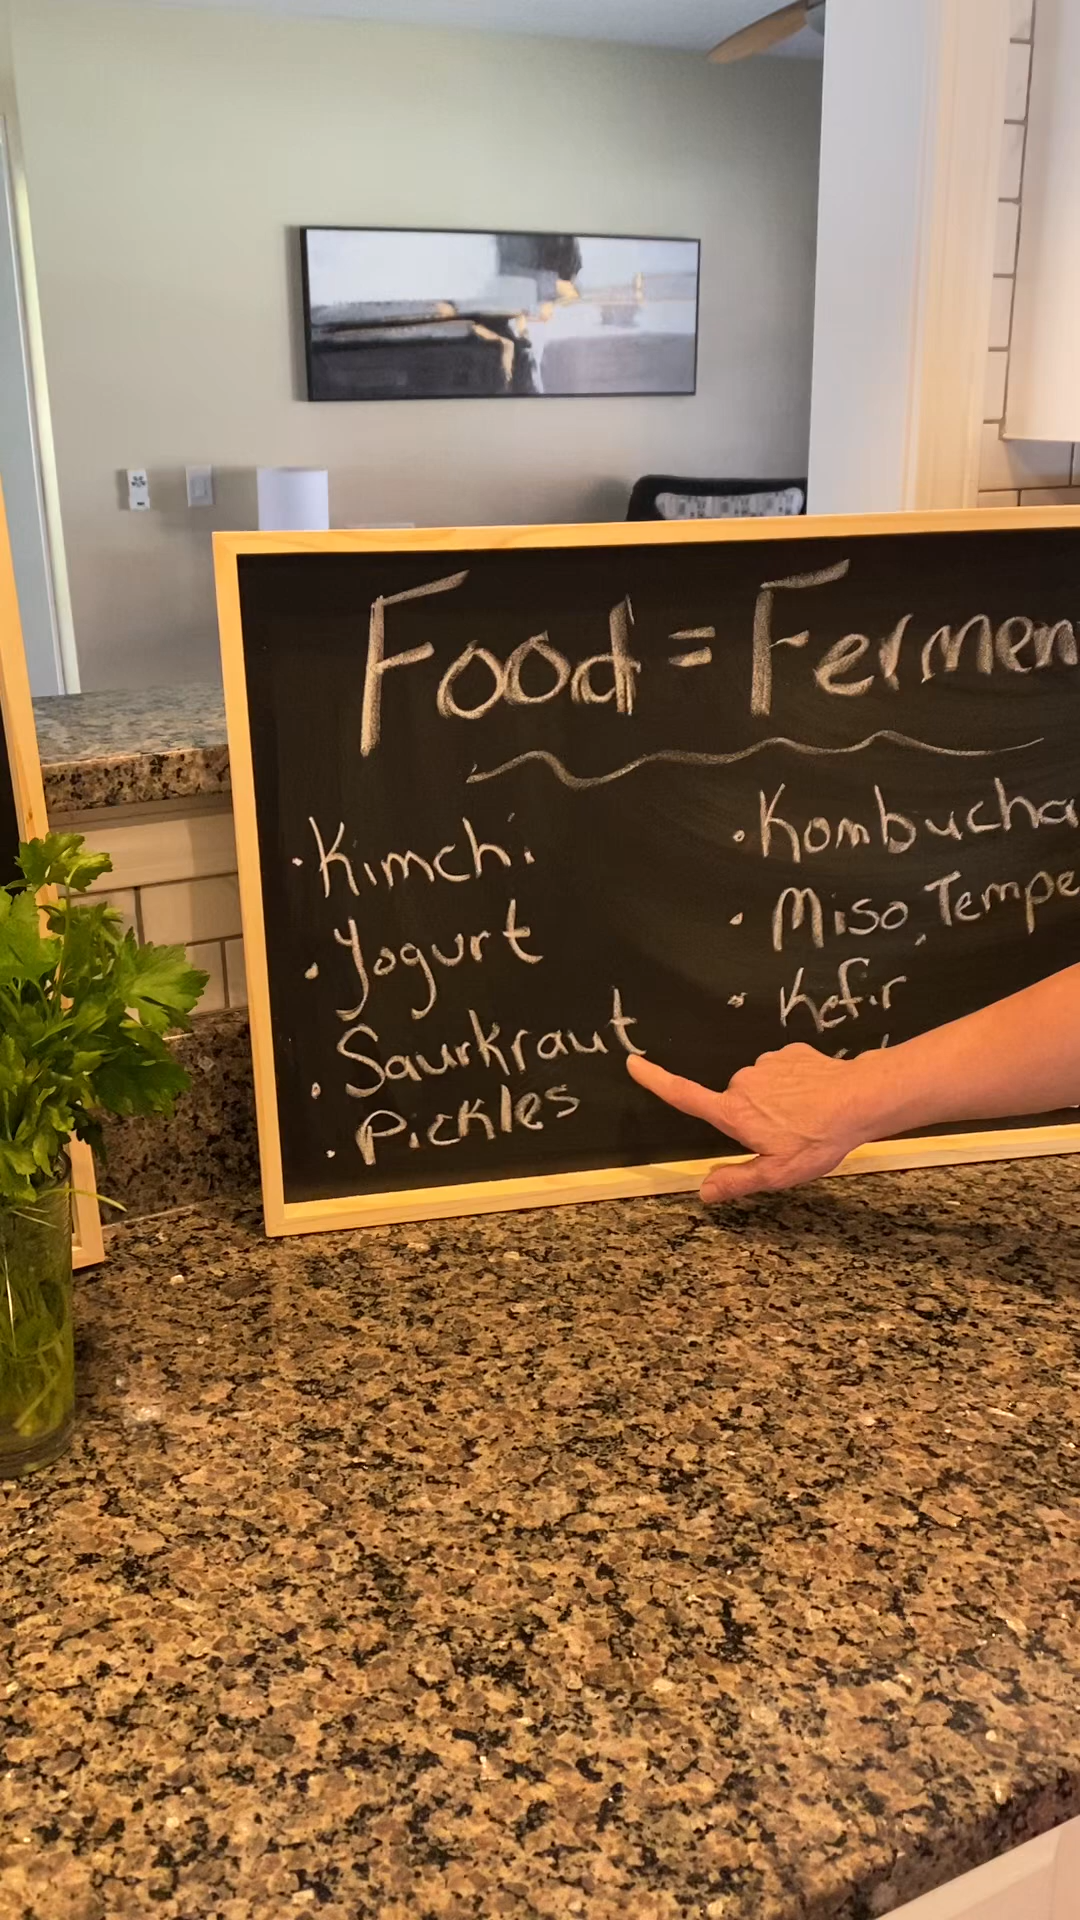 Food = Fermen
· Kimchi
· Yogurt
· Saurkraut
· Pickles
· Kombucha
· Miso, Tempe
· Kefir